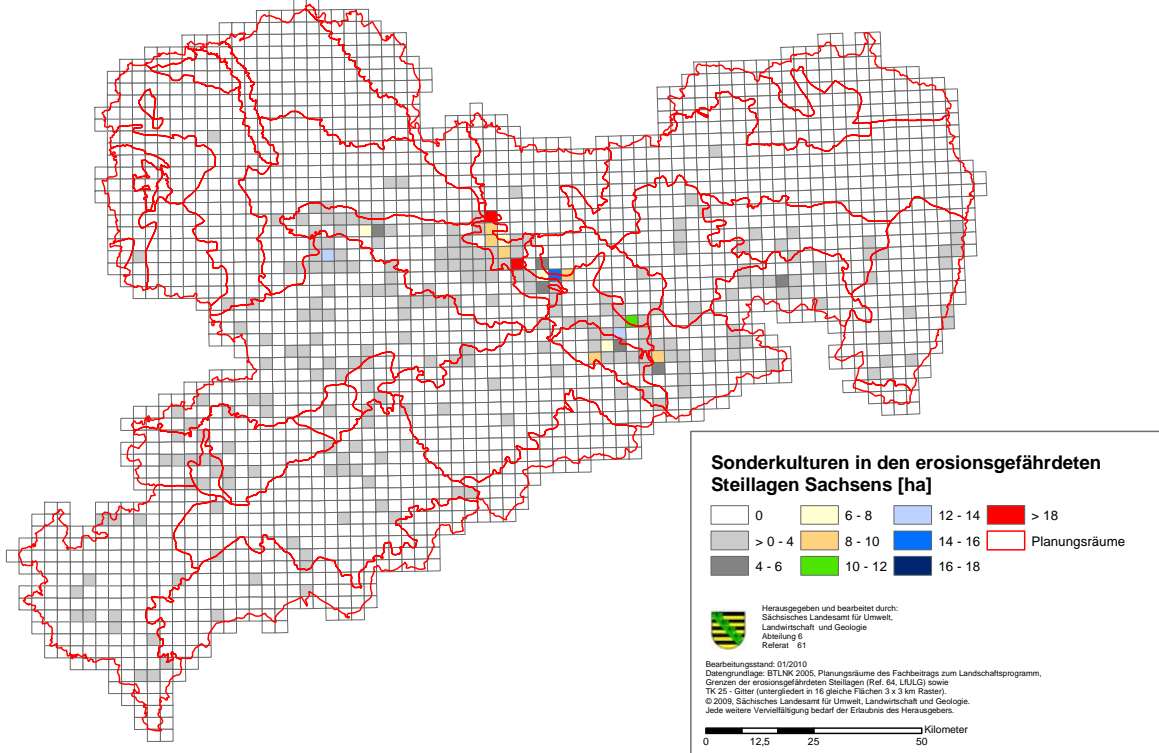 Sonderkulturen in den erosionsgefährdeten
Steillagen Sachsens [ha]
0 6 - 8 12 - 14 > 18
> 0 - 4 8 - 10 14 - 16 Planungsräume
4 - 6 10 - 12 16 - 18
Herausgegeben und bearbeitet durch:
Sächsisches Landesamt für Umwelt,
Landwirtschaft und Geologie
Abteilung 6
Referat 61
Bearbeitungsstand: 01/2010
Datengrundlage: BTLNK 2005, Planungsräume des Fachbeitrags zum Landschaftsprogramm,
Grenzen der erosionsgefährdeten Steillagen (Ref. 64, LfULG) sowie
TK 25 - Gitter (untergliedert in 16 gleiche Flächen 3 x 3 km Raster).
© 2009, Sächsisches Landesamt für Umwelt, Landwirtschaft und Geologie.
Jede weitere Vervielfältigung bedarf der Erlaubnis des Herausgebers.
Kilometer
0 12,5 25 50